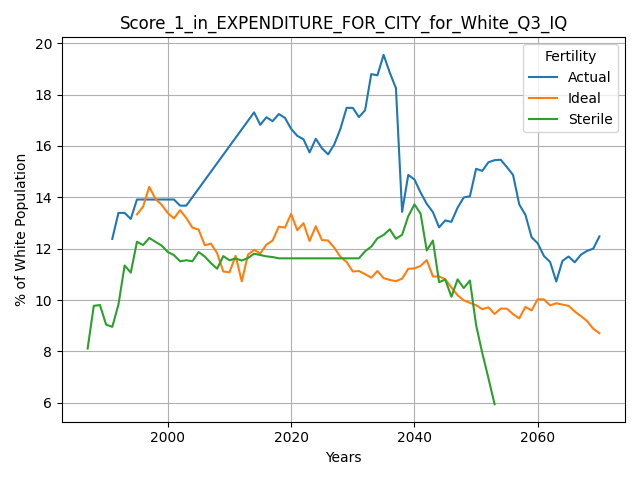 Score_1_in_EXPENDITURE_FOR_CITY_for_White_Q3_IQ
Fertility
Actual
Ideal
Sterile
% of White Population
20
18
16
14
12
10
8
6
2000 2020 2040 2060
Years